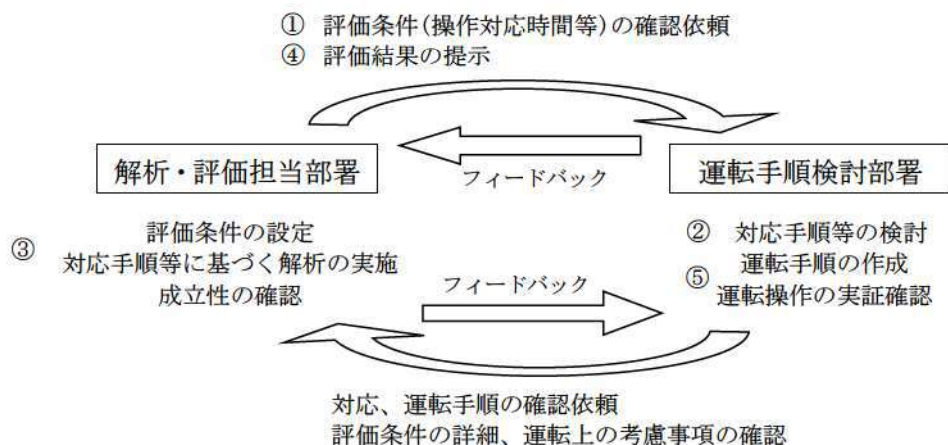 ① 評価条件(操作対応時間等)の確認依頼
④ 評価結果の提示
解析・評価担当部署
フィードバック
運転手順検討部署
③
評価条件の設定
対応手順等に基づく解析の実施
成立性の確認
② 対応手順等の検討
⑤
運転手順の作成
運転操作の実証確認
フィードバック
対応、運転手順の確認依頼
評価条件の詳細、運転上の考慮事項の確認